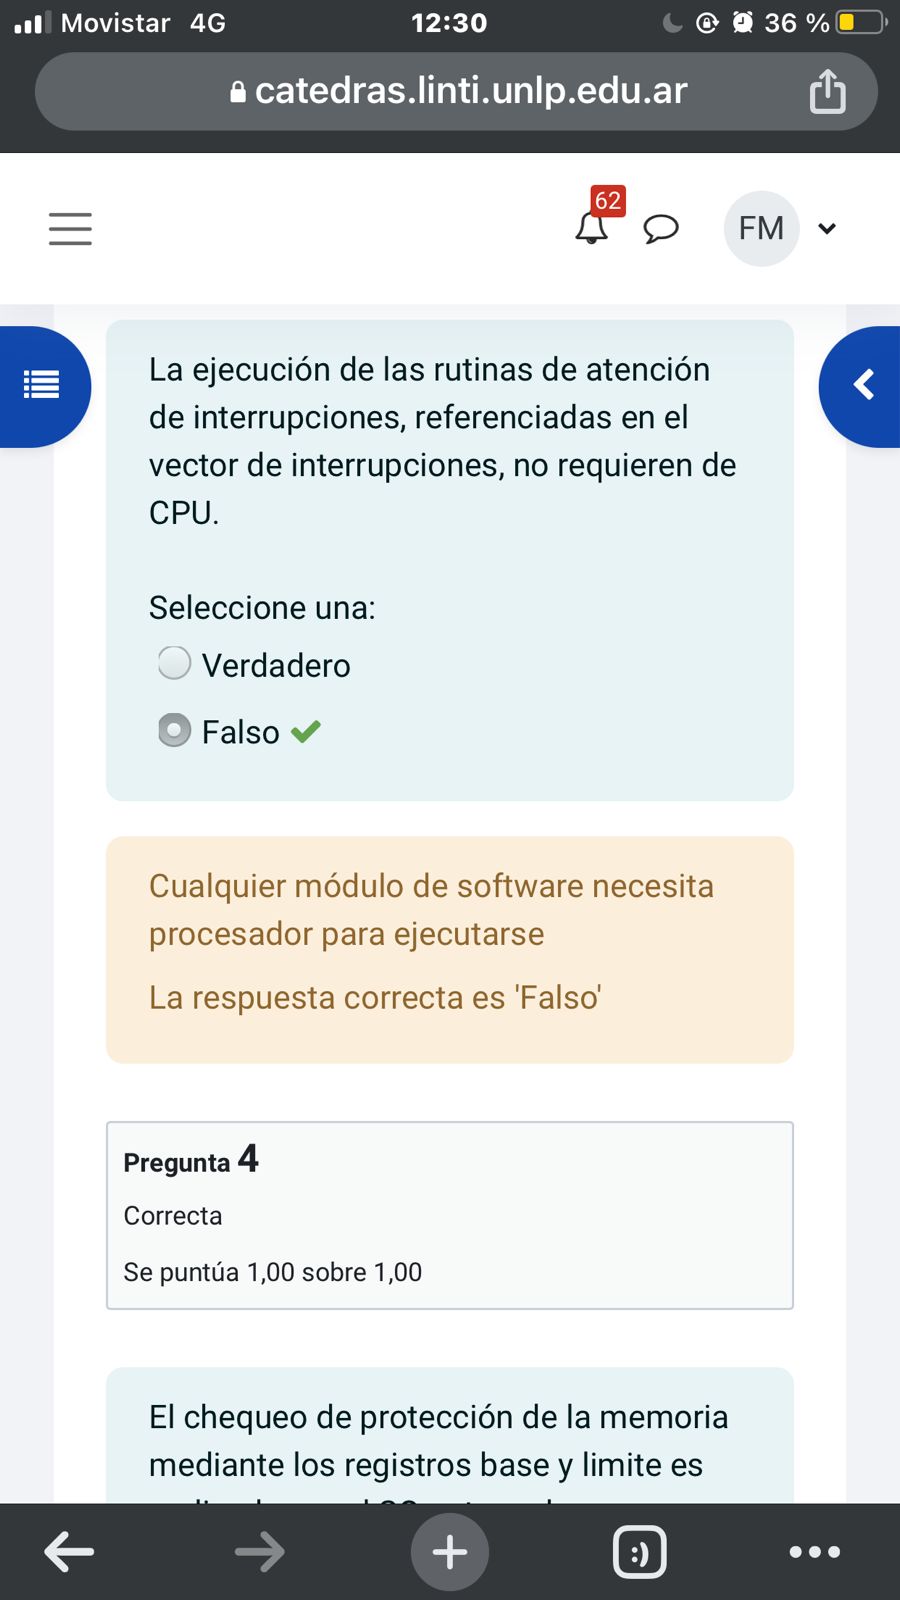 Movistar 4G 12:30 36 %
catedras.linti.unlp.edu.ar
62
FM
La ejecución de las rutinas de atención
de interrupciones, referenciadas en el
vector de interrupciones, no requieren de
CPU.
Seleccione una:
Verdadero
Falso
Cualquier módulo de software necesita
procesador para ejecutarse
La respuesta correcta es 'Falso'
Pregunta 4
Correcta
Se puntúa 1,00 sobre 1,00
El chequeo de protección de la memoria
mediante los registros base y limite es
:)